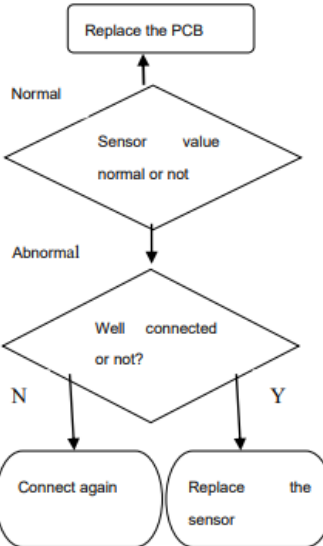 Replace the PCB
Normal
Sensor value
normal or not
Abnormal
Well connected
or not?
N
Y
Connect again
Replace the
sensor